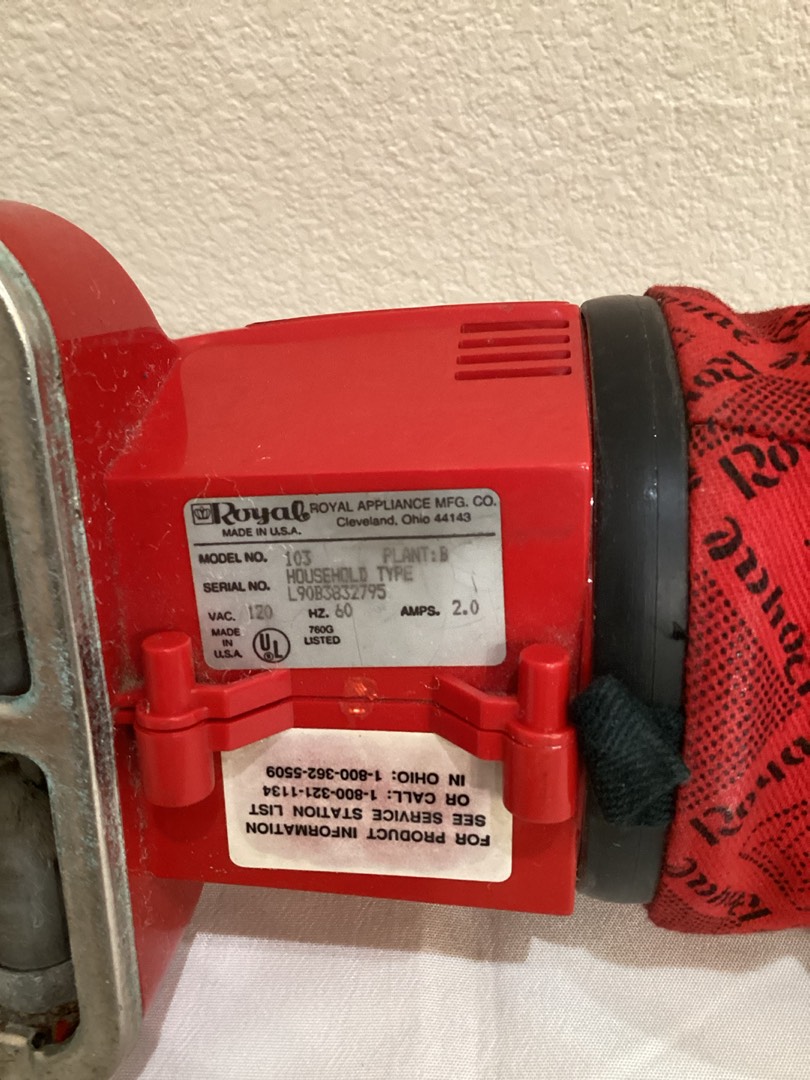 Royal ROYAL APPLIANCE MFG. CO.
MADE IN U.S.A. Cleveland, Ohio 44143
MODEL NO. 103 PLANT:B
HOUSEHOLD TYPE
SERIAL NO. L90B3832795
VAC. 120 HZ. 60 AMPS. 2.0
MADE IN U.S.A. UL 760G LISTED
FOR PRODUCT INFORMATION
SEE SERVICE STATION LIST
OR CALL: 1-800-321-1134
IN OHIO: 1-800-362-5509
Royal
Royal